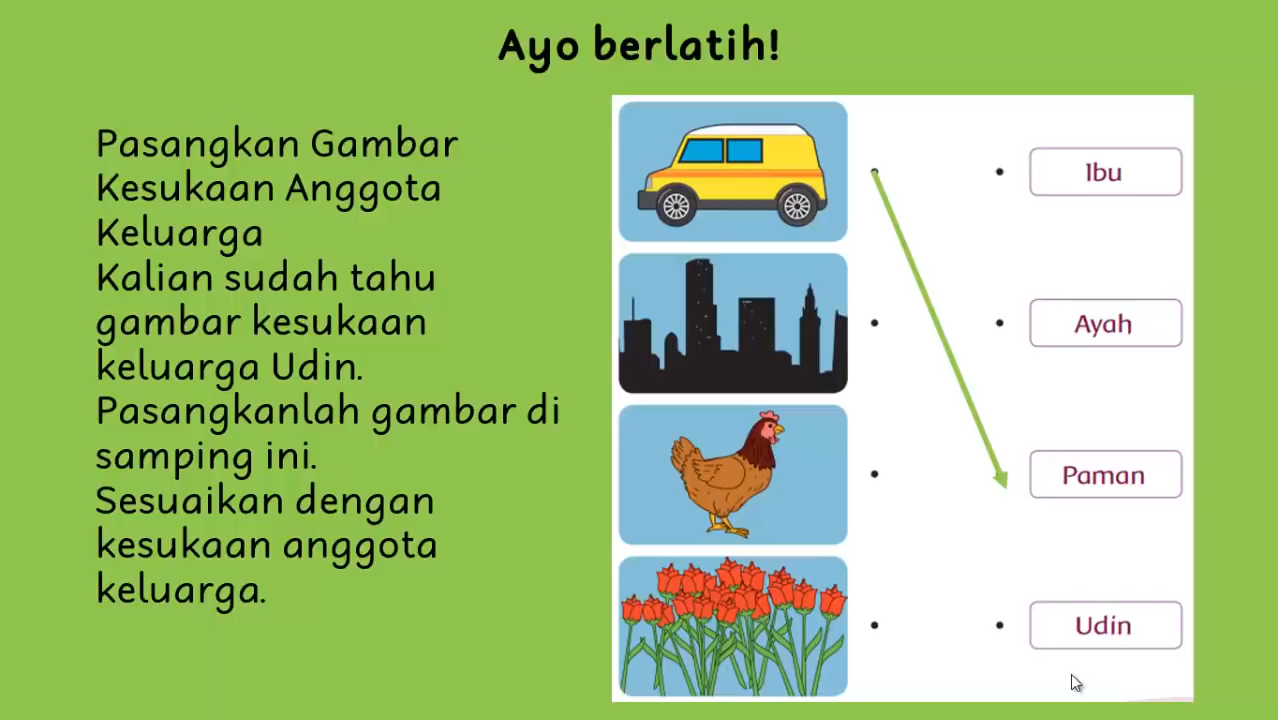 Ayo berlatih!
Pasangkan Gambar
Kesukaan Anggota
Keluarga
Kalian sudah tahu
gambar kesukaan
keluarga Udin.
Pasangkanlah gambar di
samping ini.
Sesuaikan dengan
kesukaan anggota
keluarga.
Ibu
Ayah
Paman
Udin